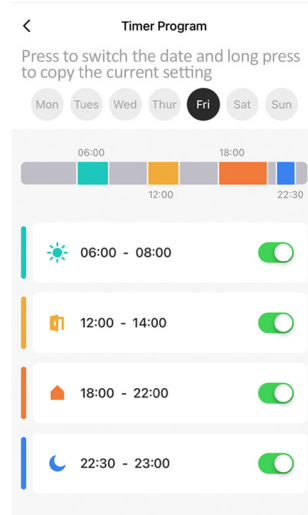 Timer Program
Press to switch the date and long press
to copy the current setting
Mon Tues Wed Thur Fri Sat Sun
06:00 18:00
12:00 22:30
06:00 - 08:00
12:00 - 14:00
18:00 - 22:00
22:30 - 23:00